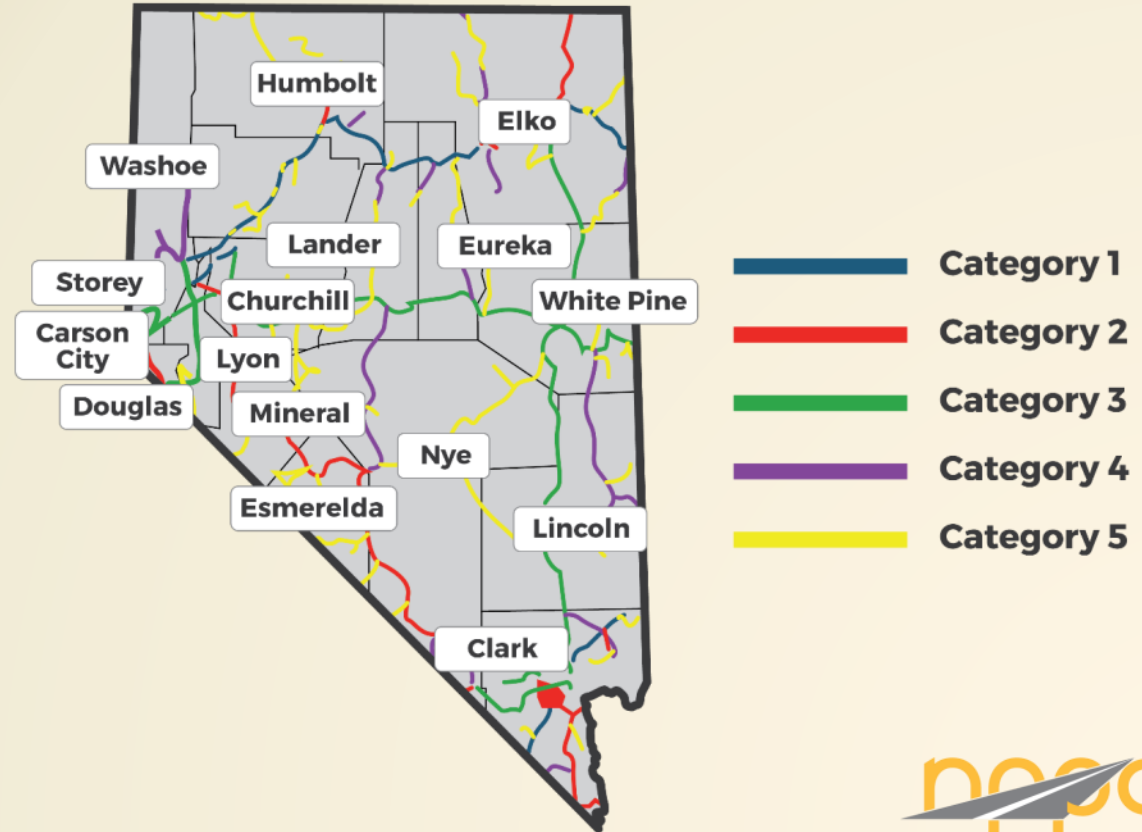 Humbolt
Elko
Washoe
Lander
Eureka
Storey
Churchill
White Pine
Carson
City
Lyon
Douglas
Mineral
Nye
Esmerelda
Lincoln
Clark
Category 1
Category 2
Category 3
Category 4
Category 5